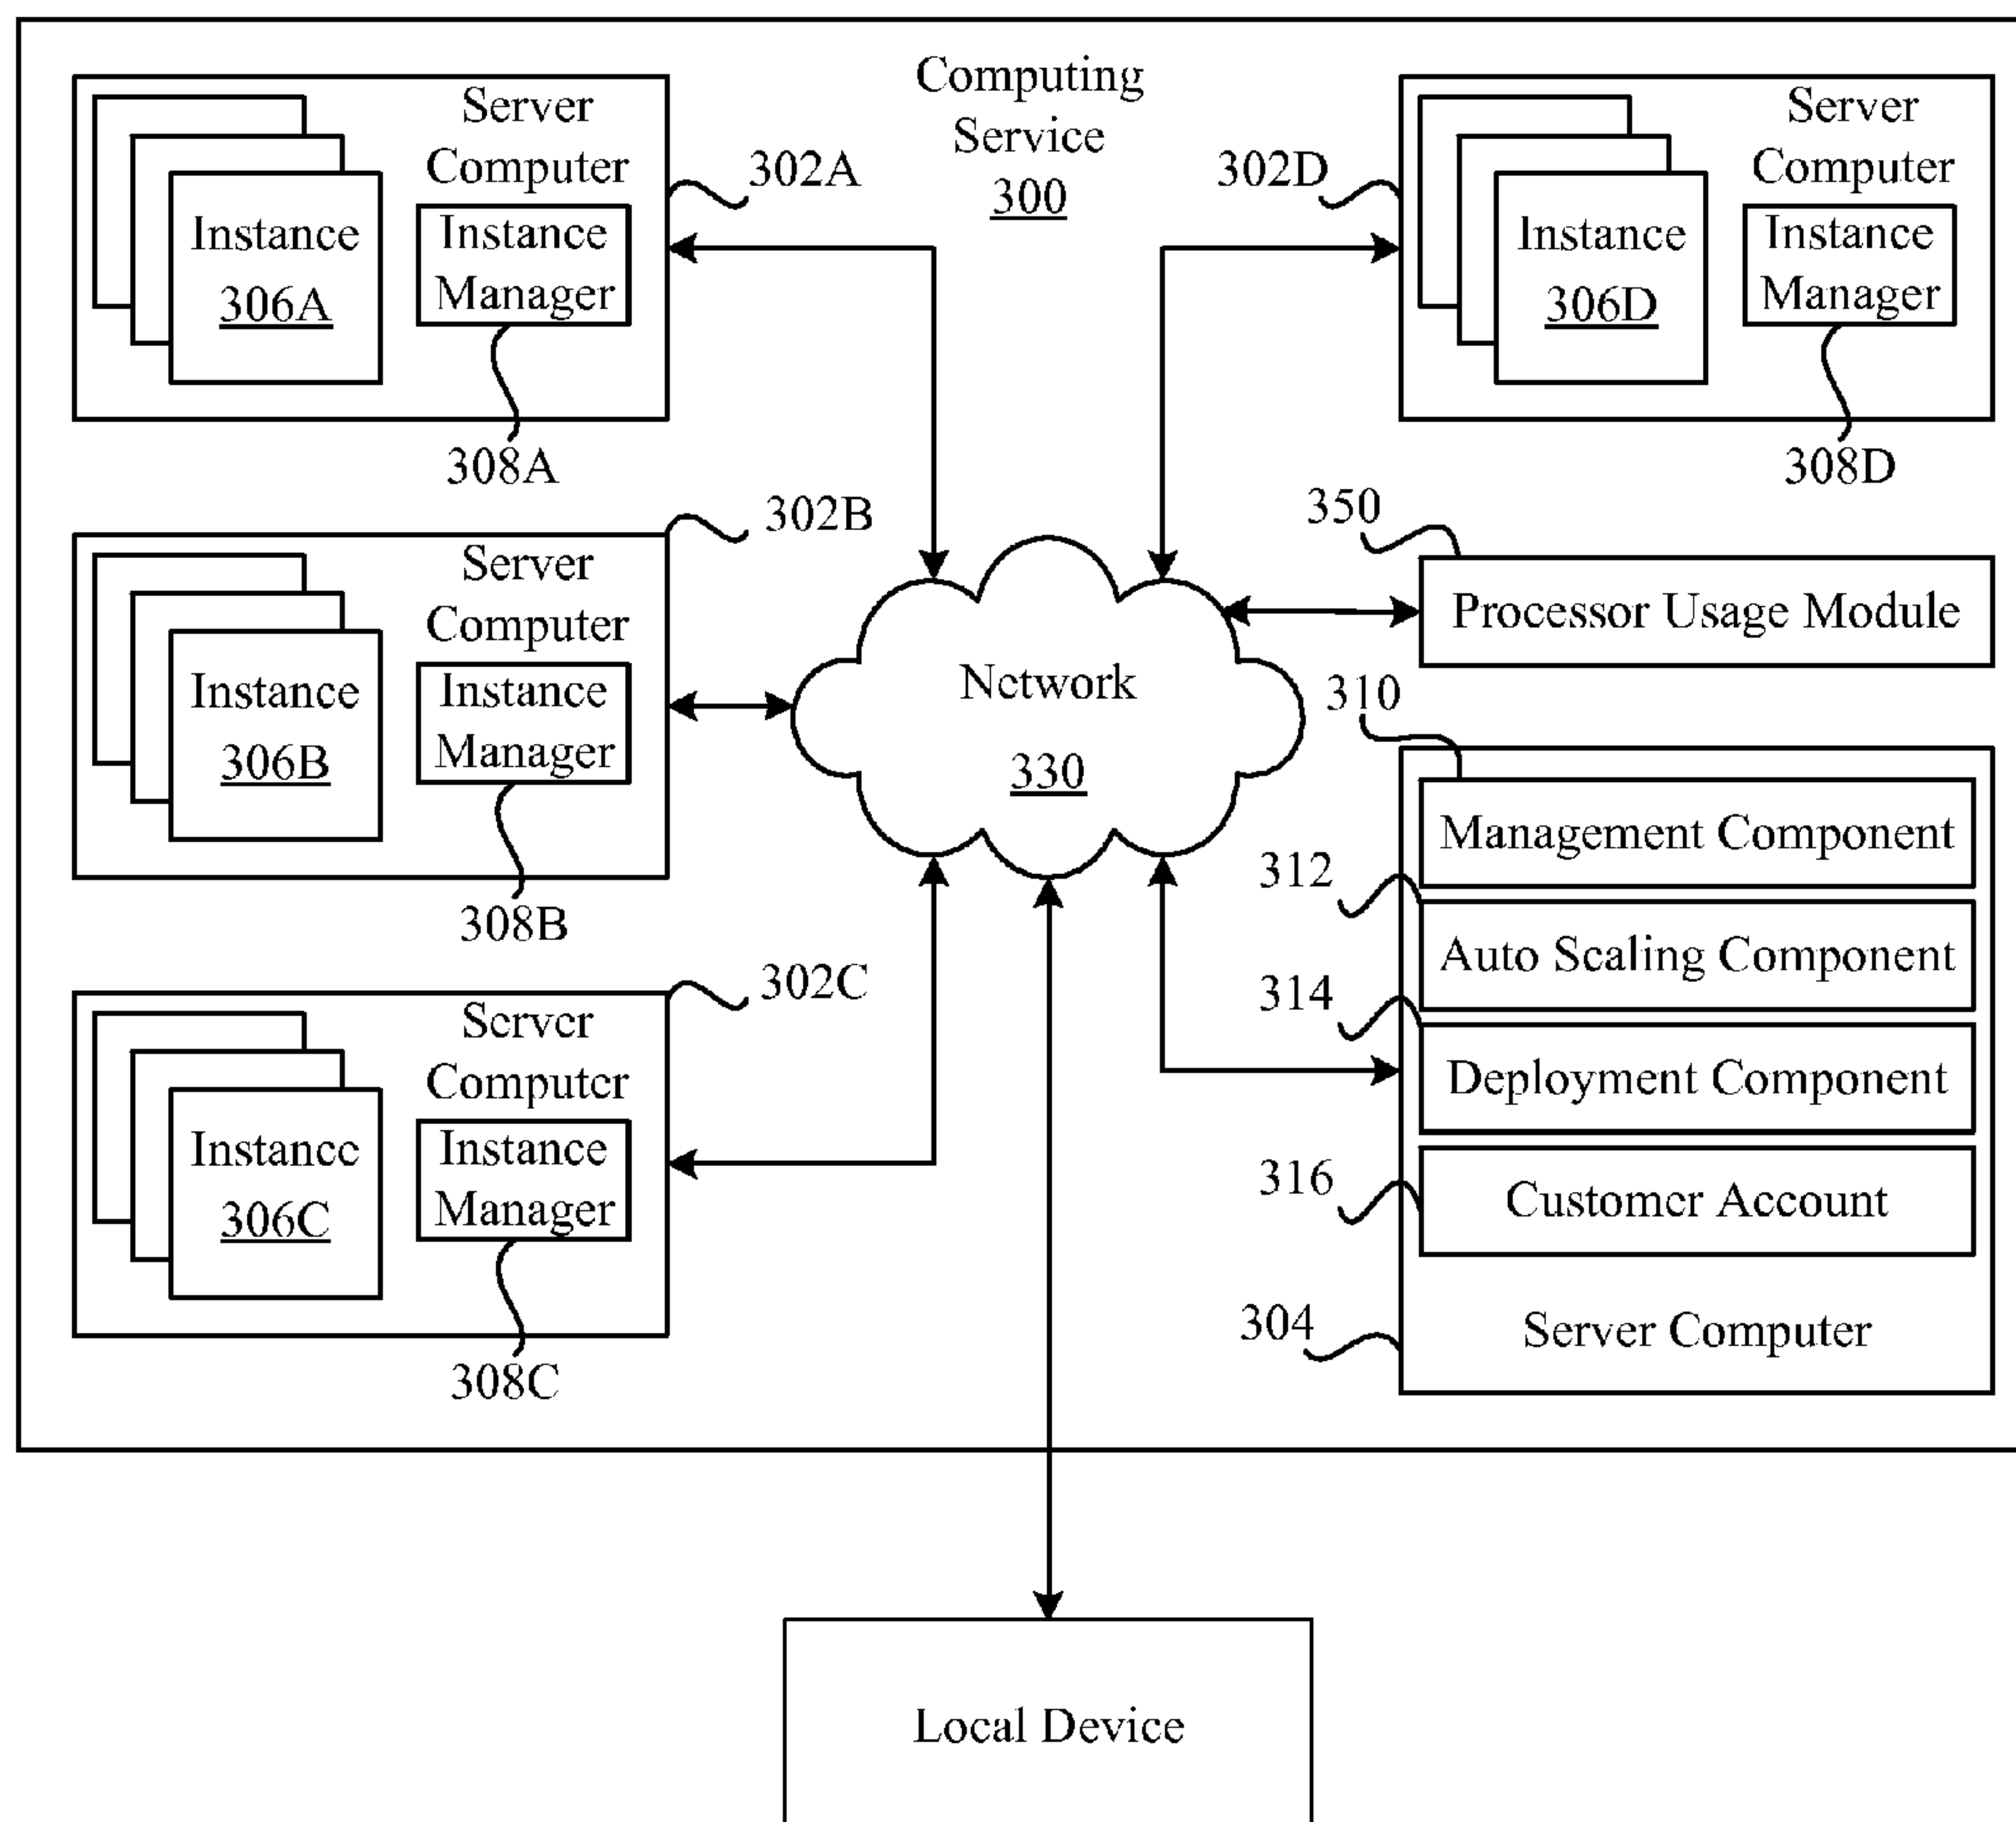 Computing
Service
300
Server
Computer
302A
Instance
306A
Instance
Manager
308A
Server
Computer
302D
Instance
306D
Instance
Manager
308D
302B
Server
Computer
Instance
306B
Instance
Manager
308B
Network
330
350
Processor Usage Module
310
Management Component
312
Auto Scaling Component
314
Deployment Component
316
Customer Account
304
Server Computer
302C
Server
Computer
Instance
306C
Instance
Manager
308C
Local Device